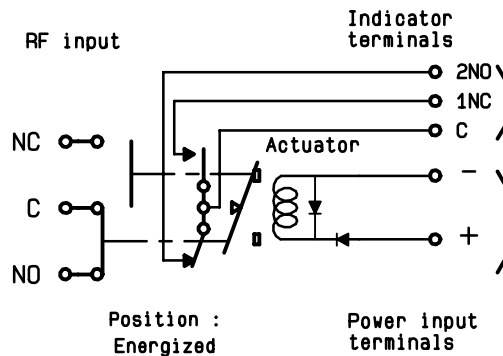 RF input
Indicator
terminals
2NO
1NC
C
Actuator
NC
C
NO
-
+
Position :
Energized
Power input
terminals